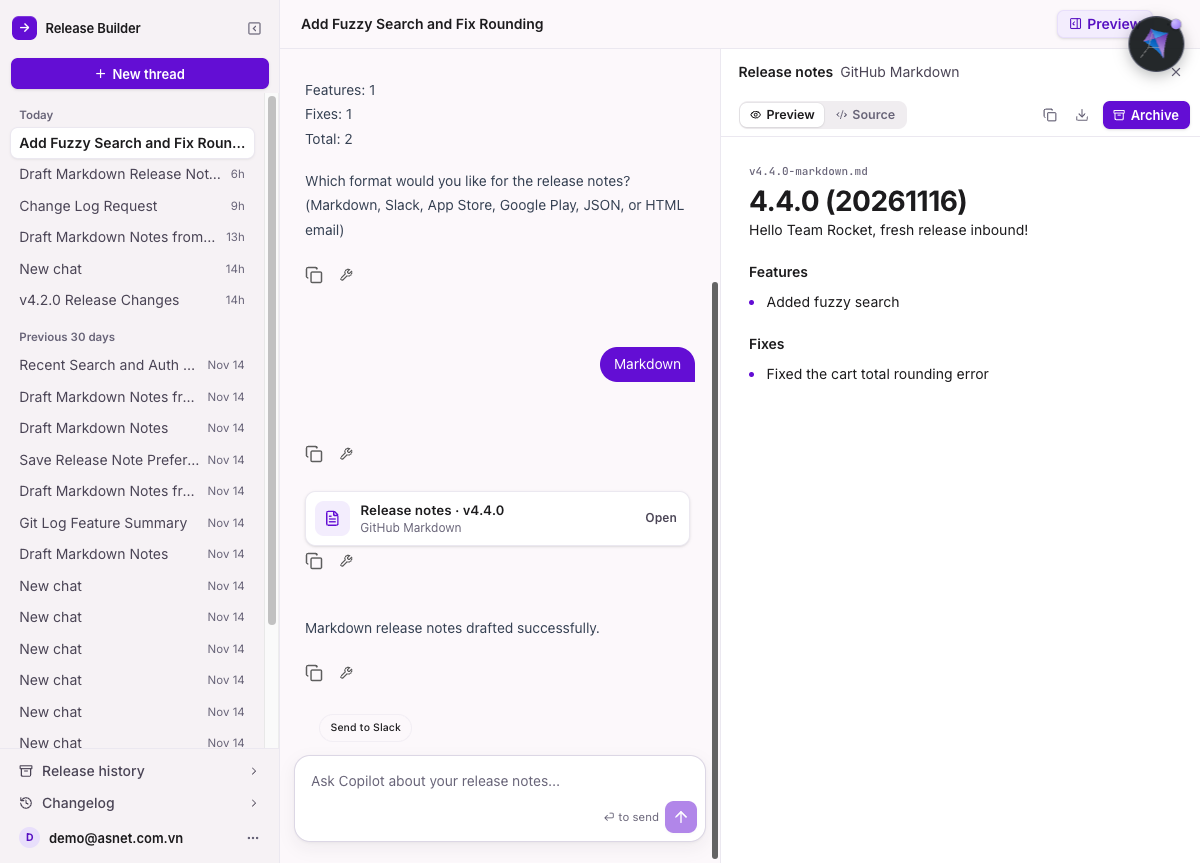 Release Builder
+ New thread
Today
Add Fuzzy Search and Fix Roun...
Draft Markdown Release Not... 6h
Change Log Request 9h
Draft Markdown Notes from... 13h
New chat 14h
v4.2.0 Release Changes 14h
Previous 30 days
Recent Search and Auth ... Nov 14
Draft Markdown Notes fr... Nov 14
Draft Markdown Notes Nov 14
Save Release Note Prefer... Nov 14
Draft Markdown Notes fr... Nov 14
Git Log Feature Summary Nov 14
Draft Markdown Notes Nov 14
New chat Nov 14
New chat Nov 14
New chat Nov 14
New chat Nov 14
New chat Nov 14
New chat Nov 14
Release history
Changelog
D demo@asnet.com.vn
Add Fuzzy Search and Fix Rounding
Preview
Features: 1
Fixes: 1
Total: 2
Which format would you like for the release notes?
(Markdown, Slack, App Store, Google Play, JSON, or HTML
email)
Markdown
Release notes · v4.4.0
GitHub Markdown
Open
Markdown release notes drafted successfully.
Send to Slack
Ask Copilot about your release notes...
to send
Release notes GitHub Markdown
Preview
Source
Archive
v4.4.0-markdown.md
4.4.0 (20261116)
Hello Team Rocket, fresh release inbound!
Features
Added fuzzy search
Fixes
Fixed the cart total rounding error